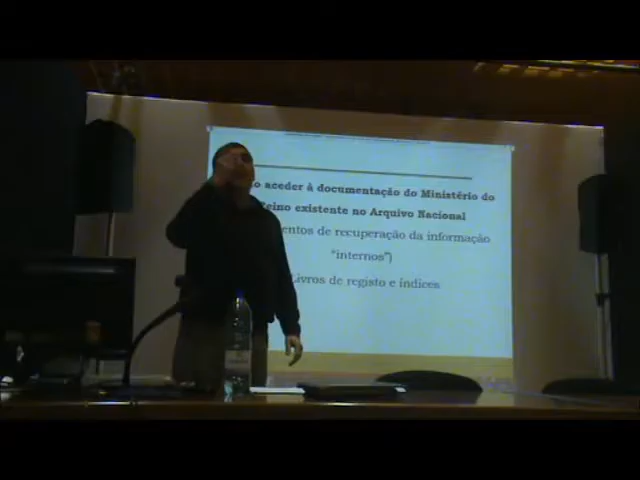 o aceder à documentação do Ministério do
Reino existente no Arquivo Nacional
entos de recuperação da informação
"internos")
Livros de registo e índices